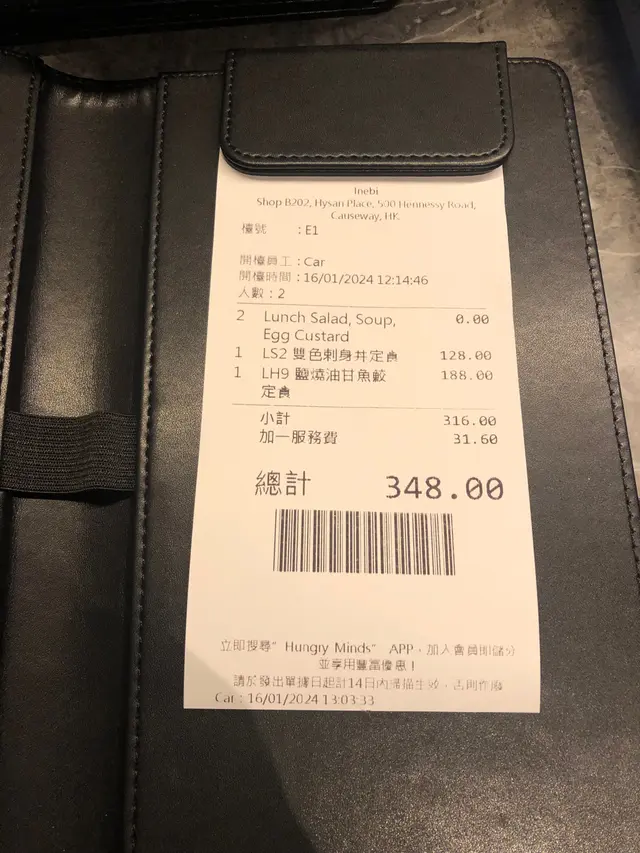 Inebi
Shop B202, Hysan Place, 500 Hennessy Road,
Causeway, HK
檯號 : E1
開檯員工 : Car
開檯時間 : 16/01/2024 12:14:46
人數 : 2
2 Lunch Salad, Soup, 0.00
Egg Custard
1 LS2 雙色刺身丼定食 128.00
1 LH9 鹽燒油甘魚鮫 188.00
定食
小計 316.00
加一服務費 31.60
總計 348.00
立即搜尋" Hungry Minds" APP，加入會員即儲分
並享用豐富優惠！
請於發出單據日起計14日內掃描生效，否則作廢
Car : 16/01/2024 13:03:33